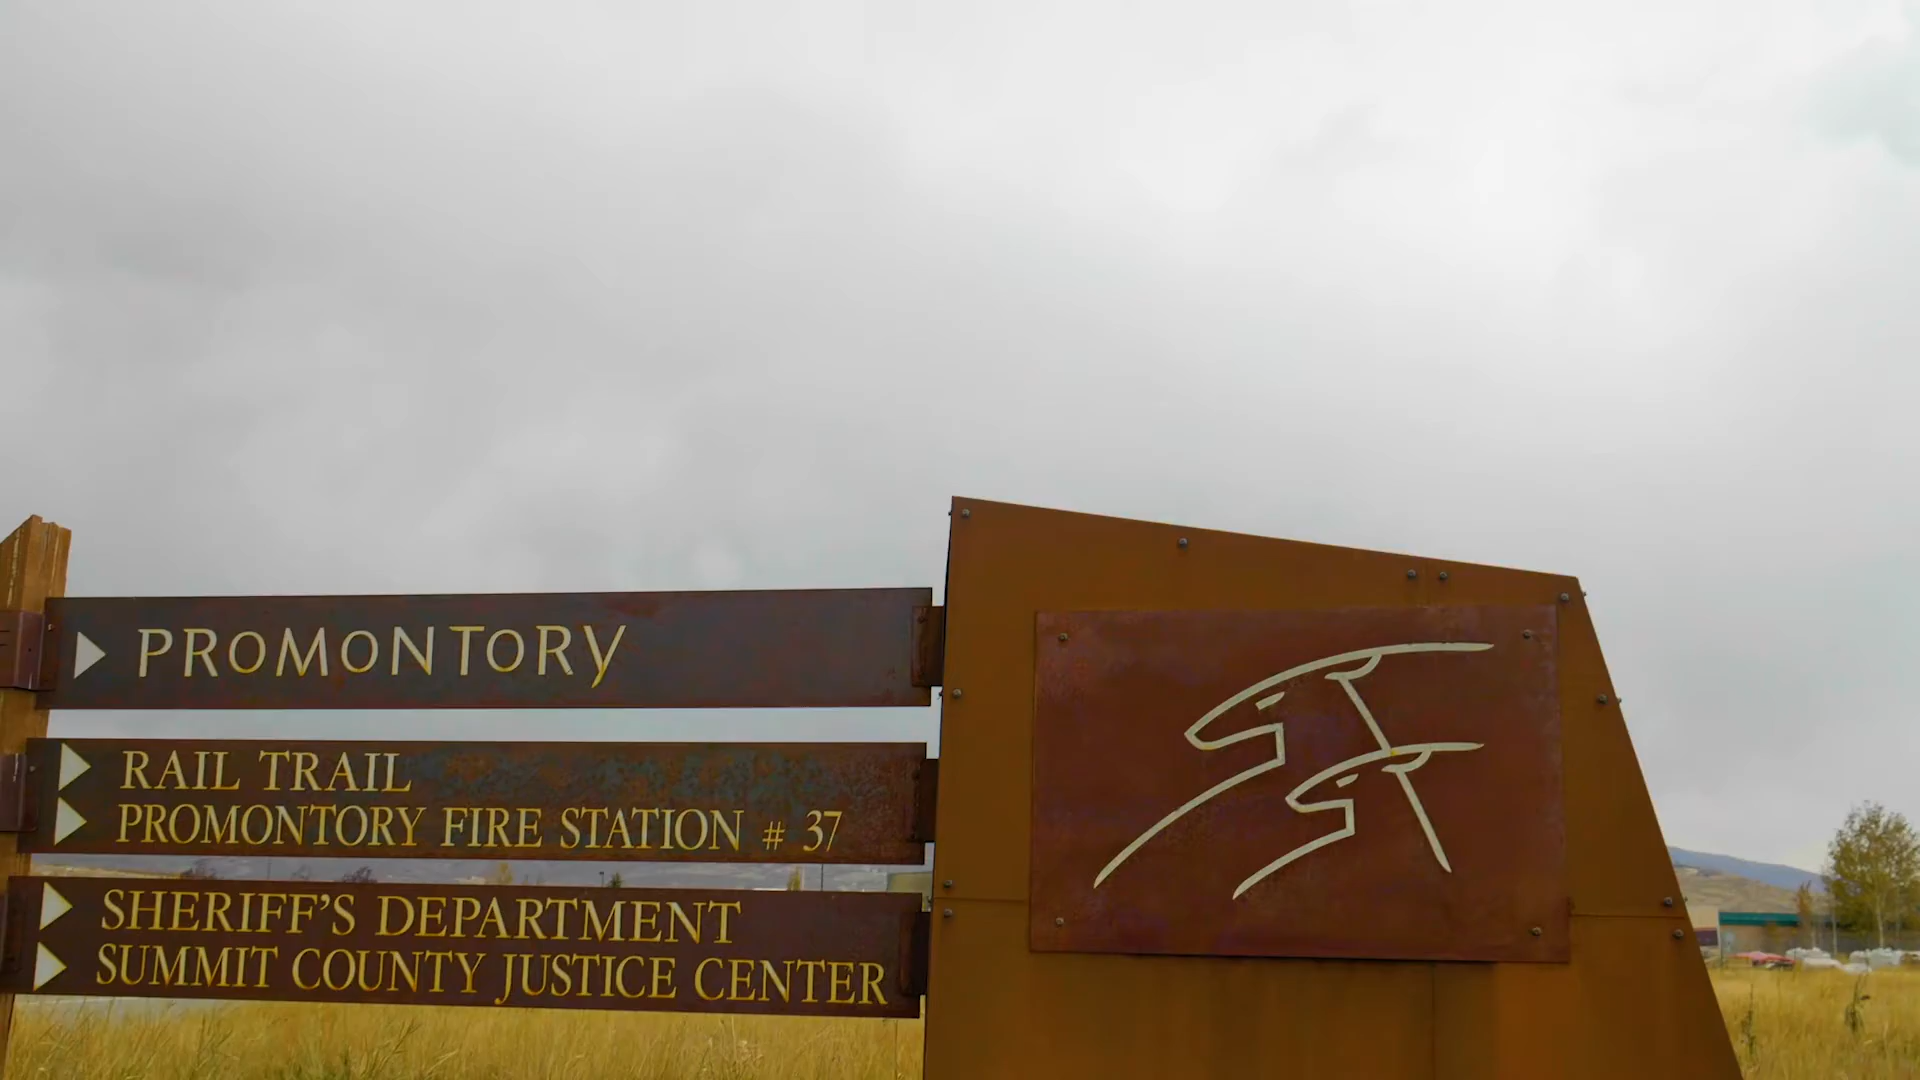 PROMONTORY
RAIL TRAIL
PROMONTORY FIRE STATION # 37
SHERIFF'S DEPARTMENT
SUMMIT COUNTY JUSTICE CENTER